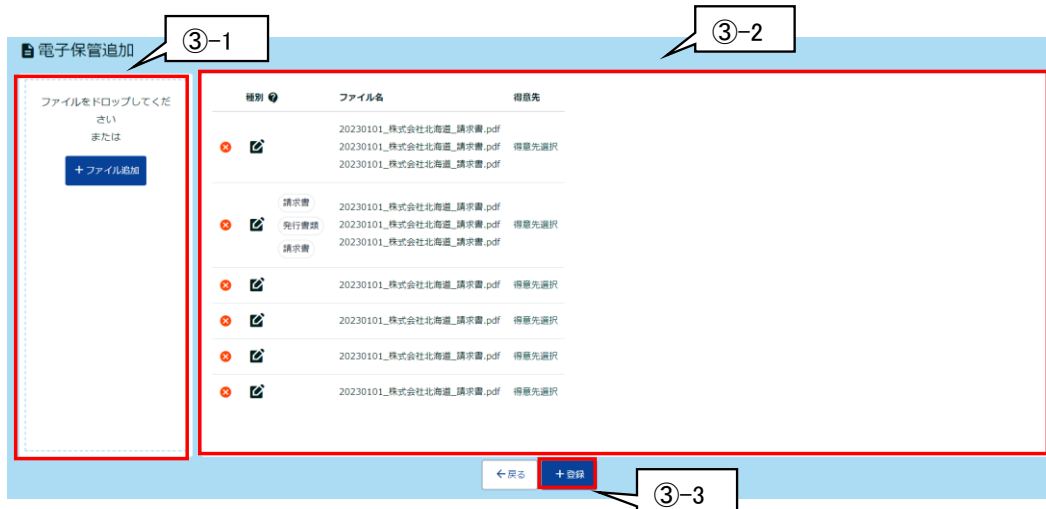 ③-1
③-2
電子保管追加
ファイルをドロップしてくだ
さい
または
+ファイル追加
種別 ? ファイル名 得意先
20230101_株式会社北海道_請求書.pdf
20230101_株式会社北海道_請求書.pdf 得意先選択
20230101_株式会社北海道_請求書.pdf
請求書
20230101_株式会社北海道_請求書.pdf
発行書類 20230101_株式会社北海道_請求書.pdf 得意先選択
請求書 20230101_株式会社北海道_請求書.pdf
20230101_株式会社北海道_請求書.pdf 得意先選択
20230101_株式会社北海道_請求書.pdf 得意先選択
20230101_株式会社北海道_請求書.pdf 得意先選択
20230101_株式会社北海道_請求書.pdf 得意先選択
←戻る +登録
③-3